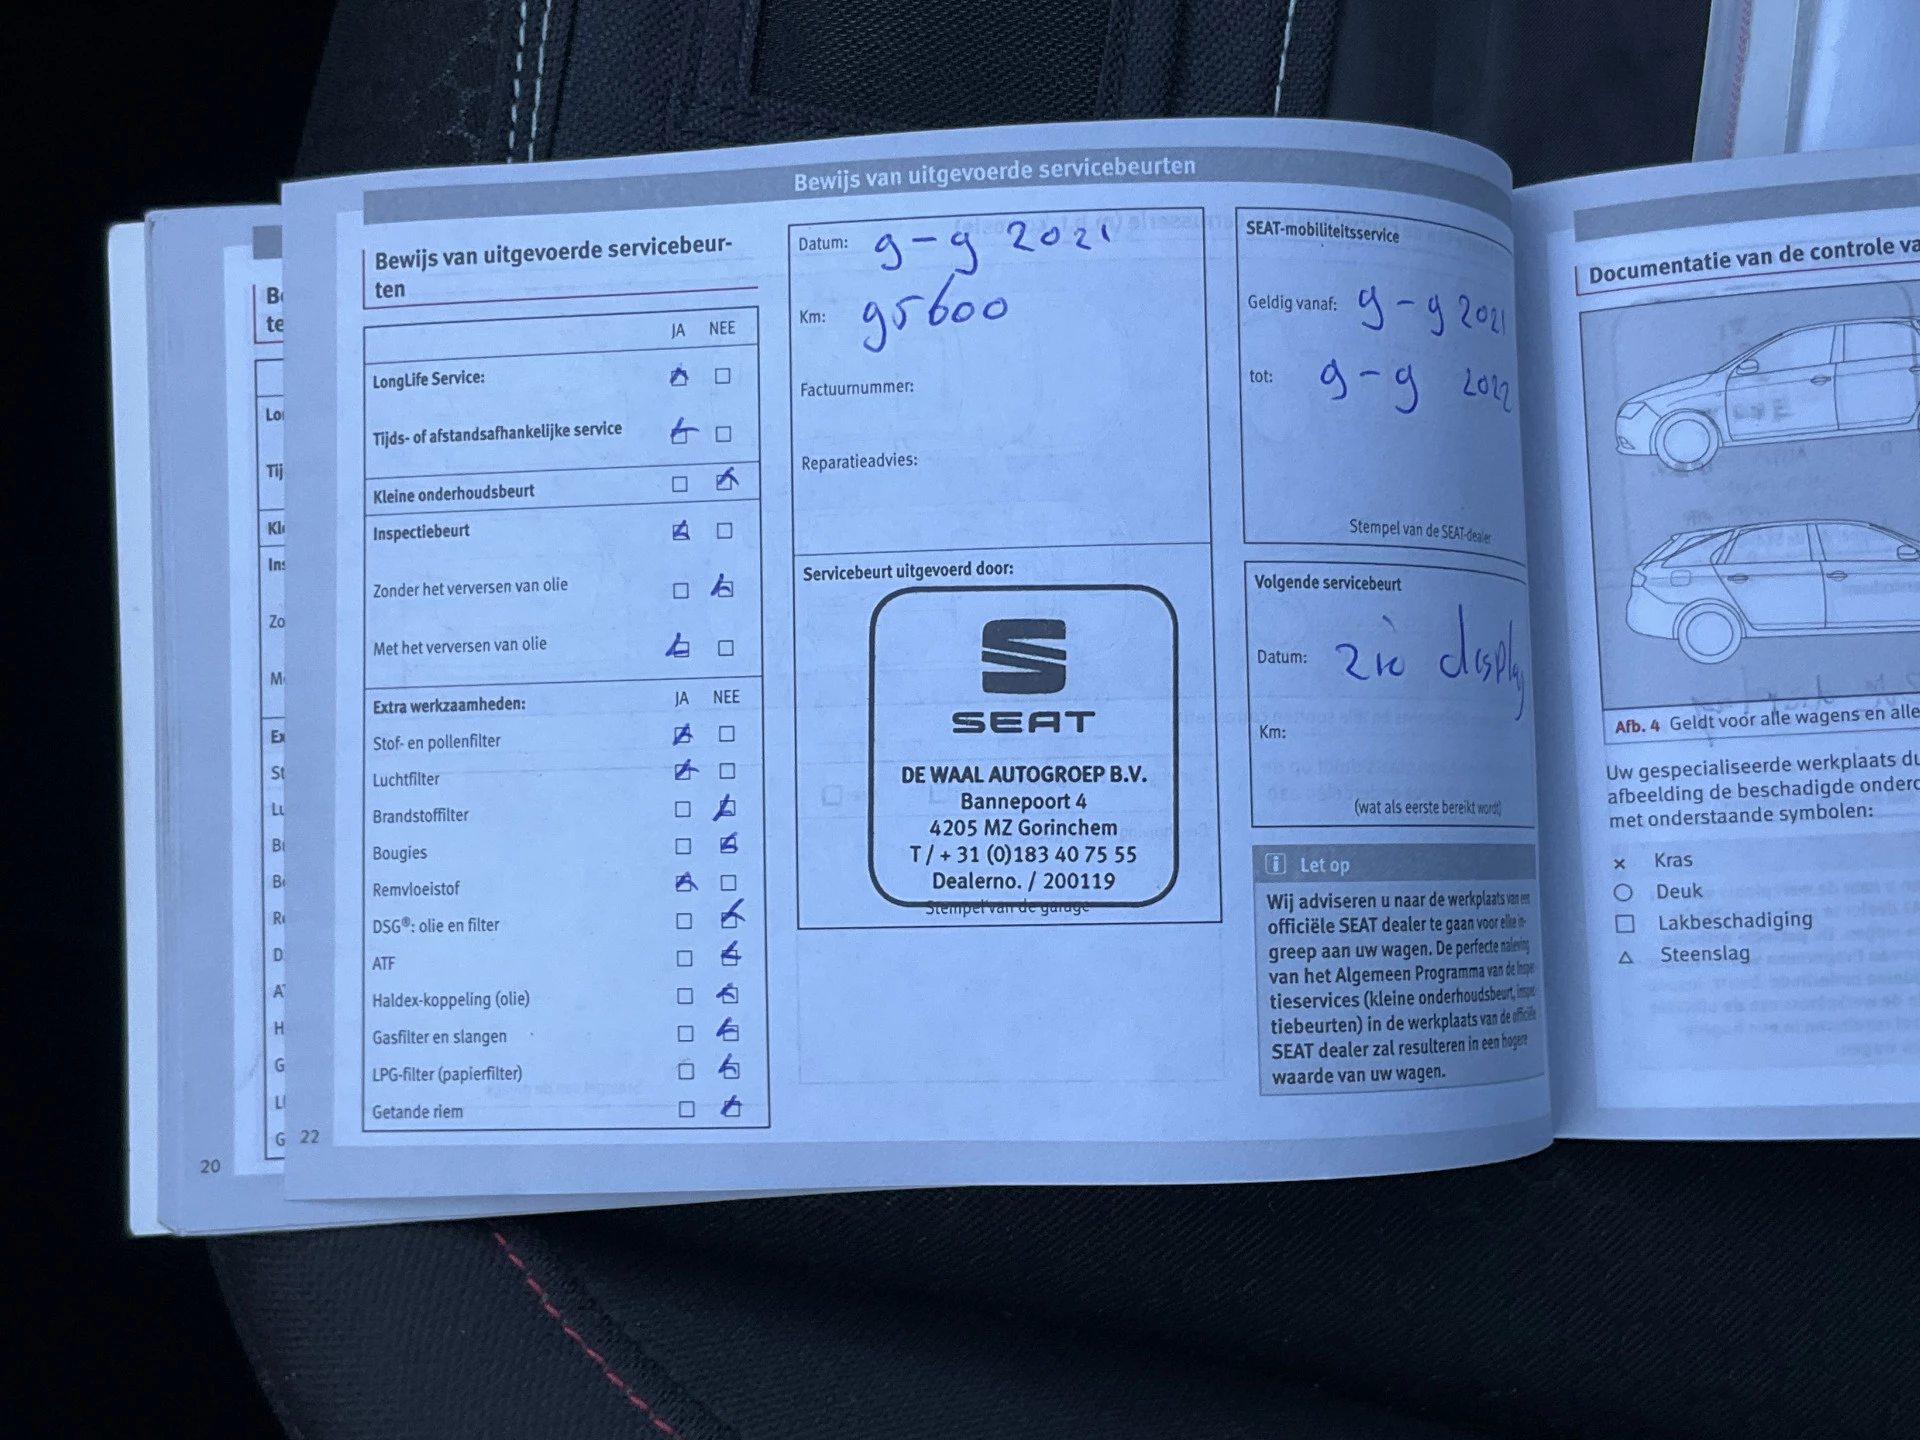 Bewijs van uitgevoerde servicebeurten
Bewijs van uitgevoerde servicebeur-
ten
JA NEE
LongLife Service:
Tijds- of afstandsafhankelijke service
Kleine onderhoudsbeurt
Inspectiebeurt
Zonder het verversen van olie
Met het verversen van olie
Extra werkzaamheden: JA NEE
Stof- en pollenfilter
Luchtfilter
Brandstoffilter
Bougies
Remvloeistof
DSG®: olie en filter
ATF
Haldex-koppeling (olie)
Gasfilter en slangen
LPG-filter (papierfilter)
Getande riem
22
20
Datum: 9-9 2021
Km: 95600
Factuurnummer:
Reparatieadvies:
Servicebeurt uitgevoerd door:
SEAT
DE WAAL AUTOGROEP B.V.
Bannepoort 4
4205 MZ Gorinchem
T / + 31 (0)183 40 75 55
Dealerno. / 200119
Stempel van de garage
SEAT-mobiliteitsservice
Geldig vanaf: 9-9 2021
tot: 9-9 2022
Stempel van de SEAT-dealer
Volgende servicebeurt
Datum: zie display
Km:
(wat als eerste bereikt wordt)
i Let op
Wij adviseren u naar de werkplaats van een
officiële SEAT dealer te gaan voor elke in-
greep aan uw wagen. De perfecte naleving
van het Algemeen Programma van de Inspec-
tieservices (kleine onderhoudsbeurt, inspec-
tiebeurten) in de werkplaats van de officiële
SEAT dealer zal resulteren in een hogere
waarde van uw wagen.
Documentatie van de controle va
Afb. 4 Geldt voor alle wagens en alle
Uw gespecialiseerde werkplaats du
afbeelding de beschadigde onderd
met onderstaande symbolen:
Kras
Deuk
Lakbeschadiging
Steenslag